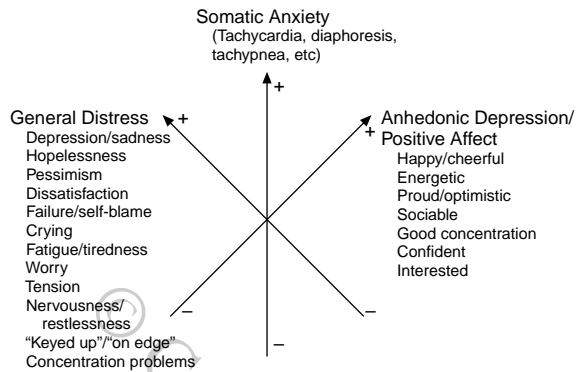 Somatic Anxiety
(Tachycardia, diaphoresis,
tachypnea, etc)
+
General Distress
+
Depression/sadness
Hopelessness
Pessimism
Dissatisfaction
Failure/self-blame
Crying
Fatigue/tiredness
Worry
Tension
Nervousness/
restlessness
"Keyed up"/"on edge"
Concentration problems
Anhedonic Depression/
+
Positive Affect
Happy/cheerful
Energetic
Proud/optimistic
Sociable
Good concentration
Confident
Interested
–
–
–